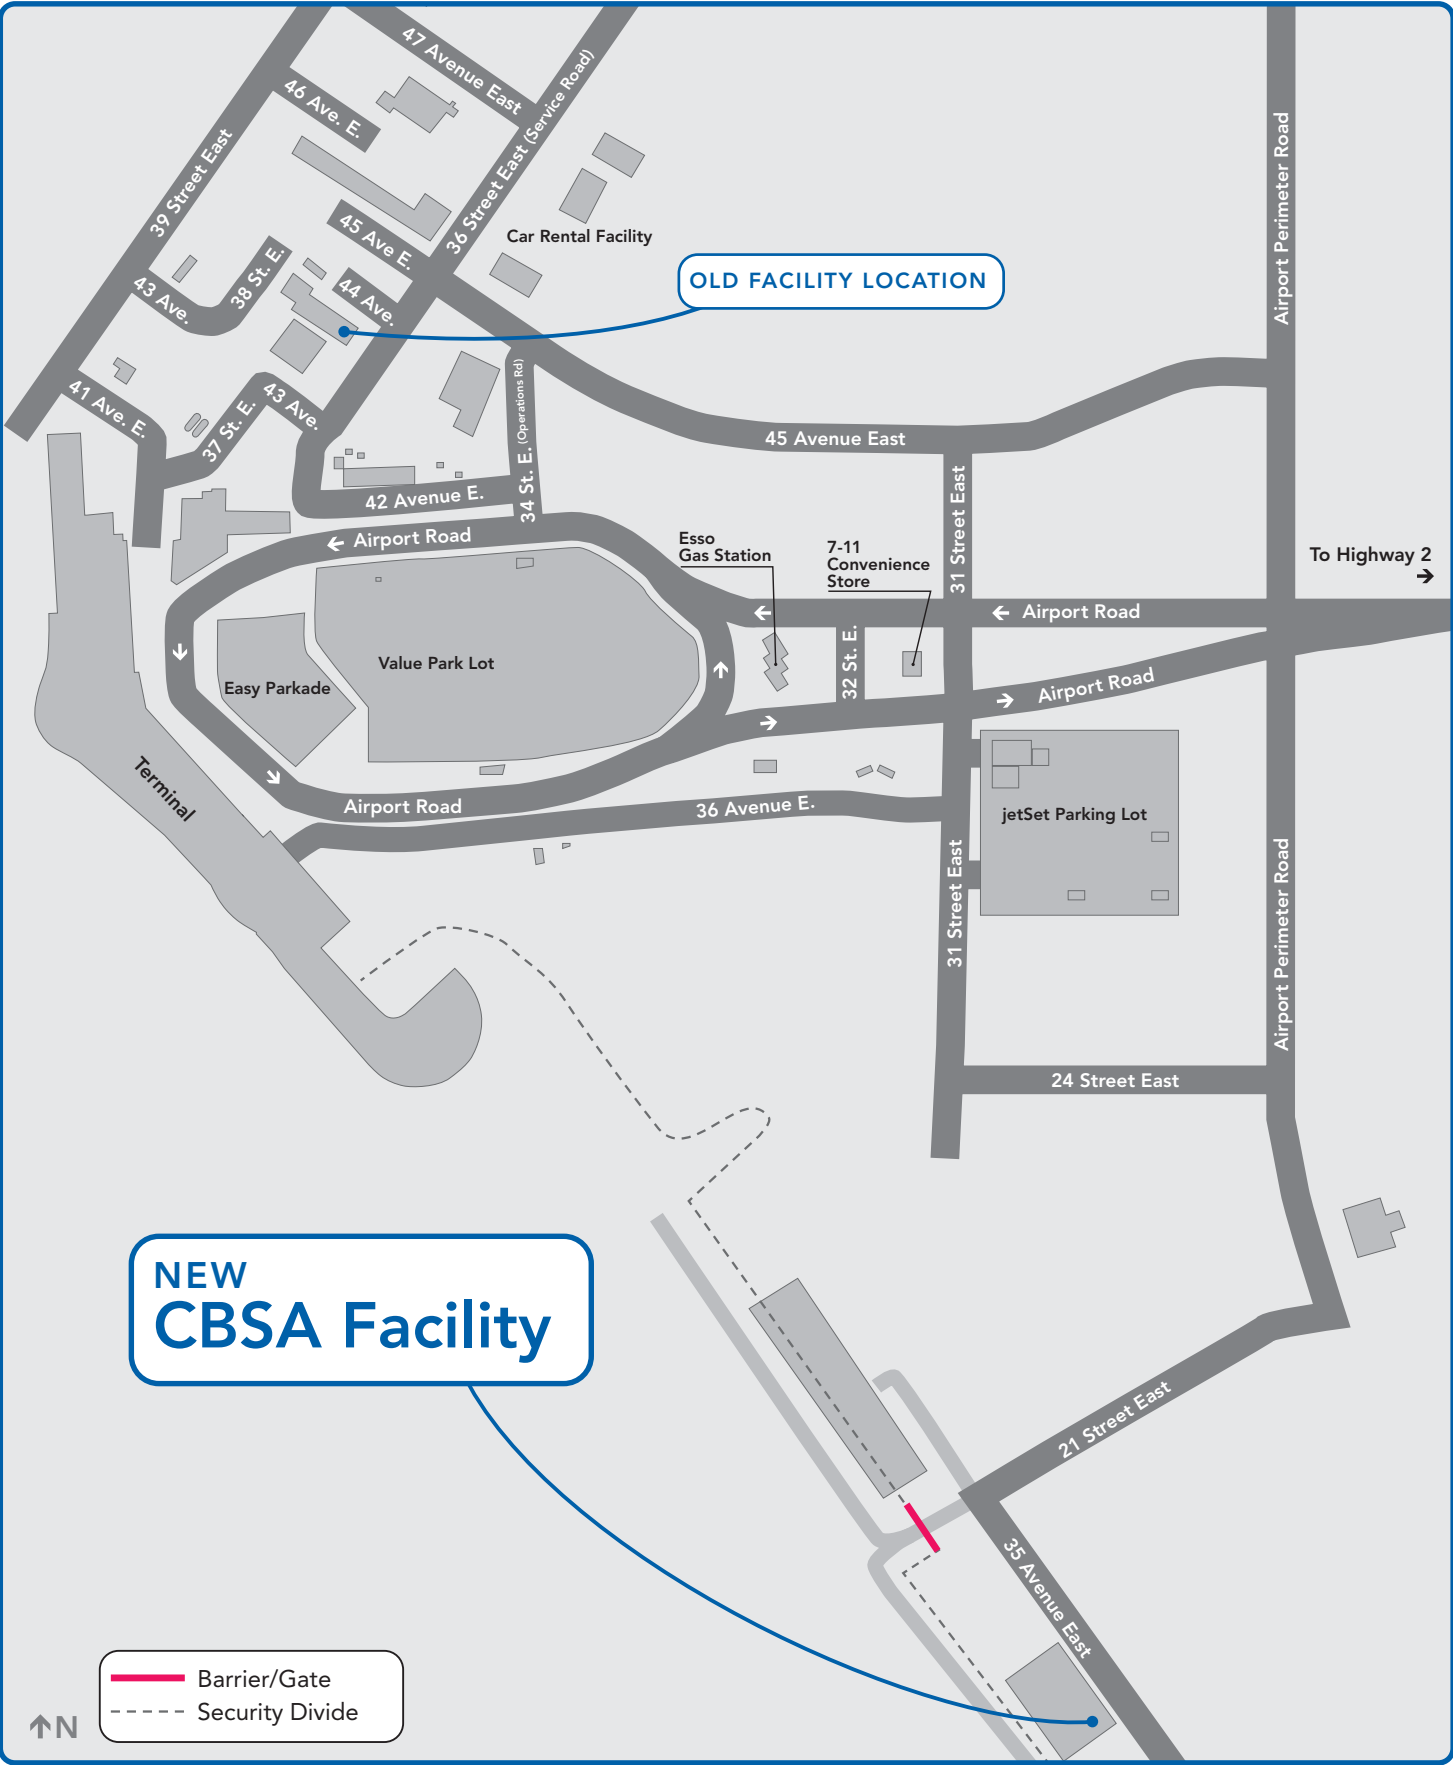 47 Avenue East
46 Ave. E.
39 Street East
36 Street East (Service Road)
45 Ave E.
Car Rental Facility
OLD FACILITY LOCATION
Airport Perimeter Road
38 St. E.
43 Ave.
44 Ave.
41 Ave. E.
37 St. E.
43 Ave.
34 St. E. (Operations Rd)
45 Avenue East
42 Avenue E.
31 Street East
← Airport Road
Esso
Gas Station
7-11
Convenience
Store
To Highway 2
→
← Airport Road
Value Park Lot
Easy Parkade
32 St. E.
Airport Road
Terminal
Airport Road
36 Avenue E.
jetSet Parking Lot
31 Street East
Airport Perimeter Road
24 Street East
NEW
CBSA Facility
21 Street East
35 Avenue East
Barrier/Gate
Security Divide
↑N